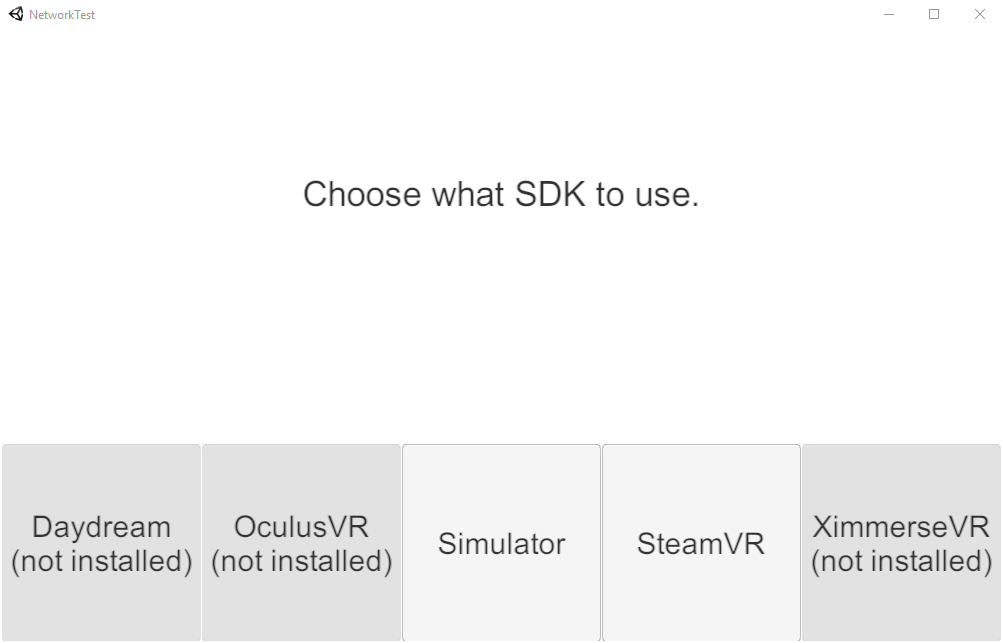 NetworkTest
Choose what SDK to use.
Daydream
(not installed)
OculusVR
(not installed)
Simulator
SteamVR
XimmerseVR
(not installed)